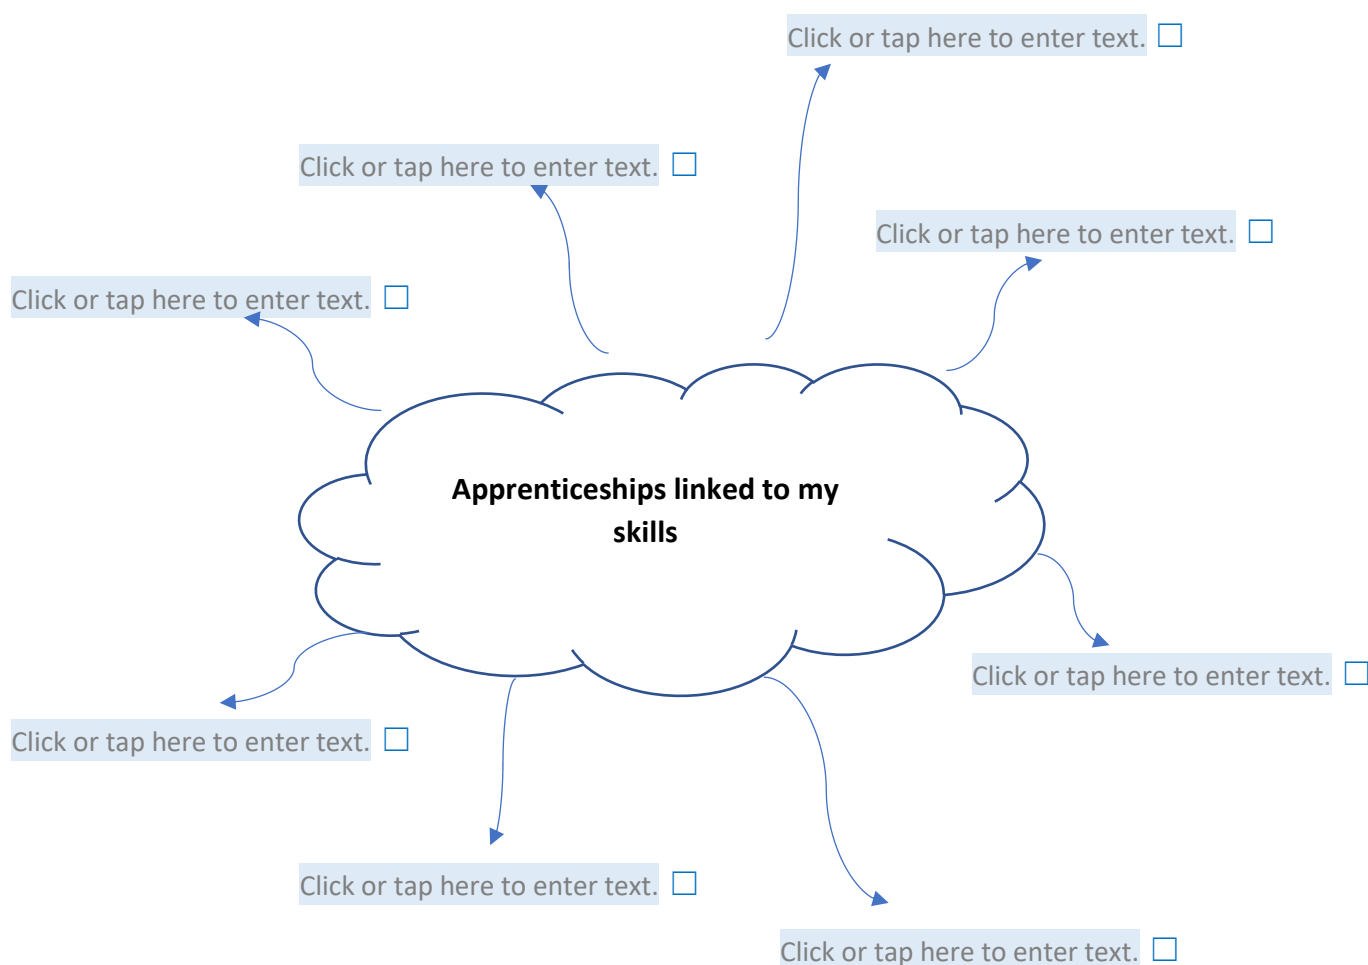 Click or tap here to enter text. ☐
Click or tap here to enter text. ☐
Click or tap here to enter text. ☐
Click or tap here to enter text. ☐
Apprenticeships linked to my
skills
Click or tap here to enter text. ☐
Click or tap here to enter text. ☐
Click or tap here to enter text. ☐
Click or tap here to enter text. ☐